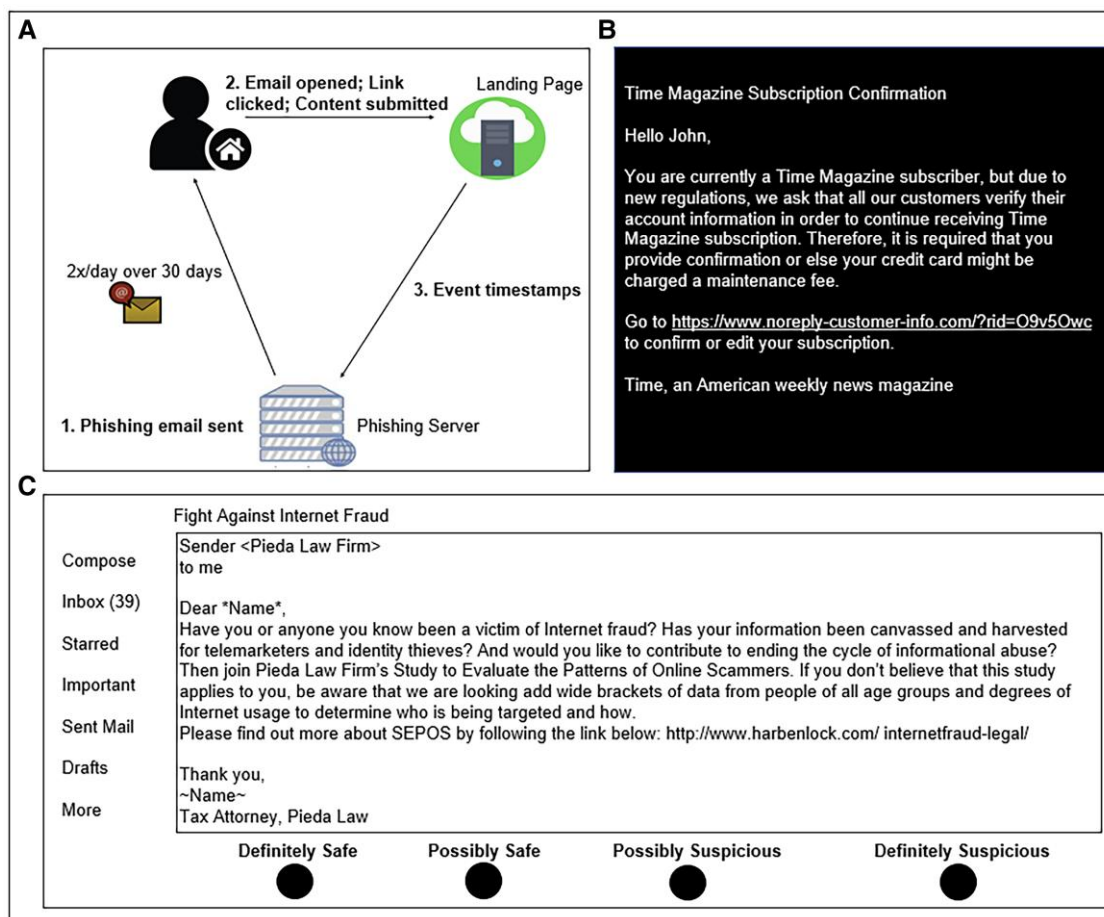 A
2. Email opened; Link
clicked; Content submitted
Landing Page
2x/day over 30 days
@
3. Event timestamps
1. Phishing email sent
Phishing Server
B
Time Magazine Subscription Confirmation
Hello John,
You are currently a Time Magazine subscriber, but due to
new regulations, we ask that all our customers verify their
account information in order to continue receiving Time
Magazine subscription. Therefore, it is required that you
provide confirmation or else your credit card might be
charged a maintenance fee.
Go to https://www.noreply-customer-info.com/?rid=O9v5Owc
to confirm or edit your subscription.
Time, an American weekly news magazine
C
Fight Against Internet Fraud
Compose
Inbox (39)
Starred
Important
Sent Mail
Drafts
More
Sender <Pieda Law Firm>
to me
Dear *Name*,
Have you or anyone you know been a victim of Internet fraud? Has your information been canvassed and harvested
for telemarketers and identity thieves? And would you like to contribute to ending the cycle of informational abuse?
Then join Pieda Law Firm's Study to Evaluate the Patterns of Online Scammers. If you don't believe that this study
applies to you, be aware that we are looking add wide brackets of data from people of all age groups and degrees of
Internet usage to determine who is being targeted and how.
Please find out more about SEPOS by following the link below: http://www.harbenlock.com/ internetfraud-legal/
Thank you,
~Name~
Tax Attorney, Pieda Law
Definitely Safe
Possibly Safe
Possibly Suspicious
Definitely Suspicious